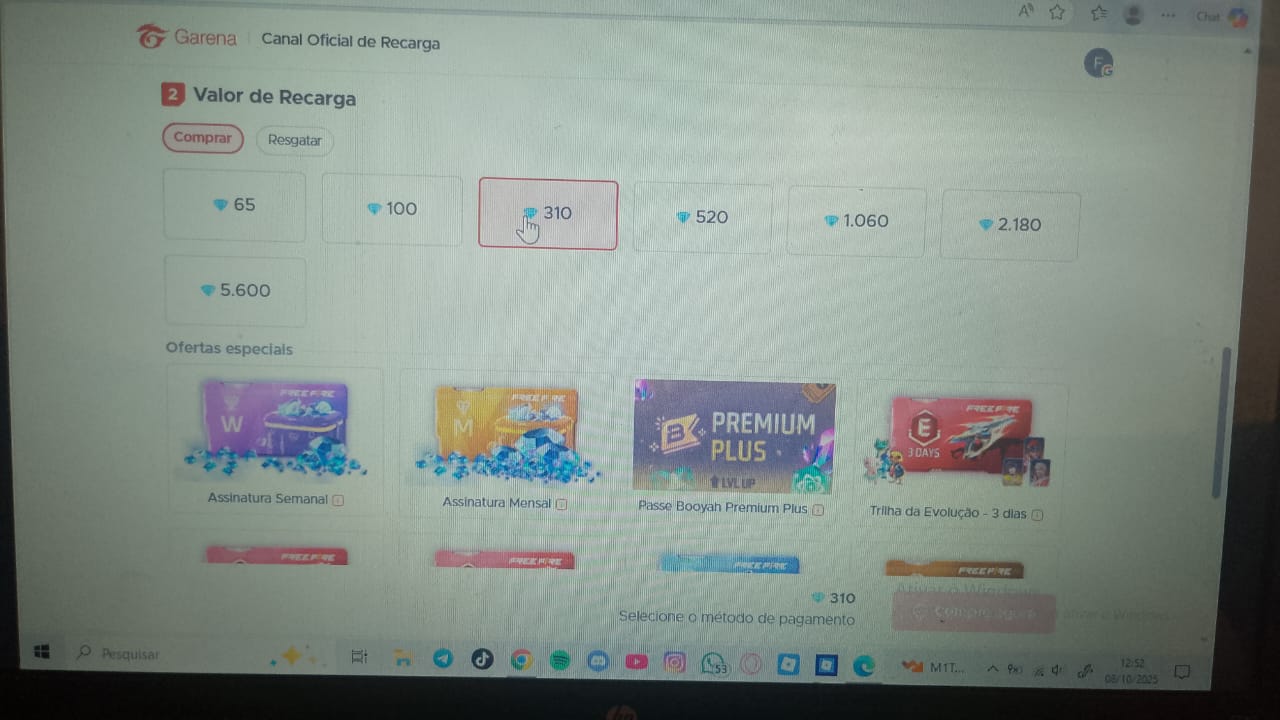 Chat
Garena
Canal Oficial de Recarga
F
G
2 Valor de Recarga
Comprar
Resgatar
65
100
310
520
1.060
2.180
5.600
Ofertas especiais
FREE FIRE
W
FREE FIRE
M
B PREMIUM
PLUS
LVL UP
FREE FIRE
E
3 DAYS
Assinatura Semanal
Assinatura Mensal
Passe Booyah Premium Plus
Trilha da Evolução - 3 dias
FREE FIRE
FREE FIRE
FREE FIRE
FREE FIRE
310
Ativar o Windows
Selecione o método de pagamento
Compre agora
Pesquisar
53
M1T...
12:52
08/10/2025
hp